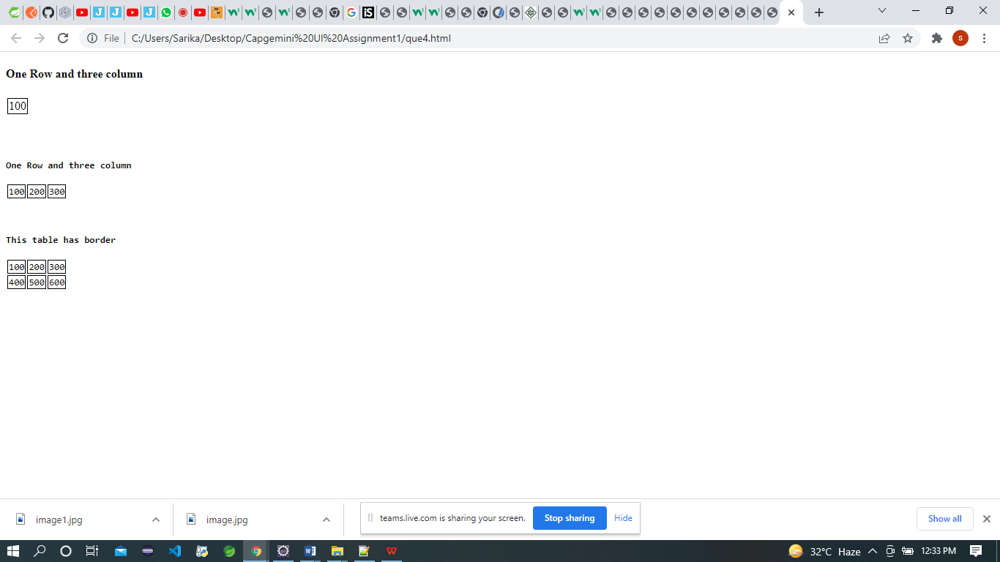 File C:/Users/Sarika/Desktop/Capgemini%20UI%20Assignment1/que4.html
S
One Row and three column
100
One Row and three column
100 200 300
This table has border
100 200 300
400 500 600
image1.jpg image.jpg teams.live.com is sharing your screen. Stop sharing Hide Show all
32°C Haze 12:33 PM